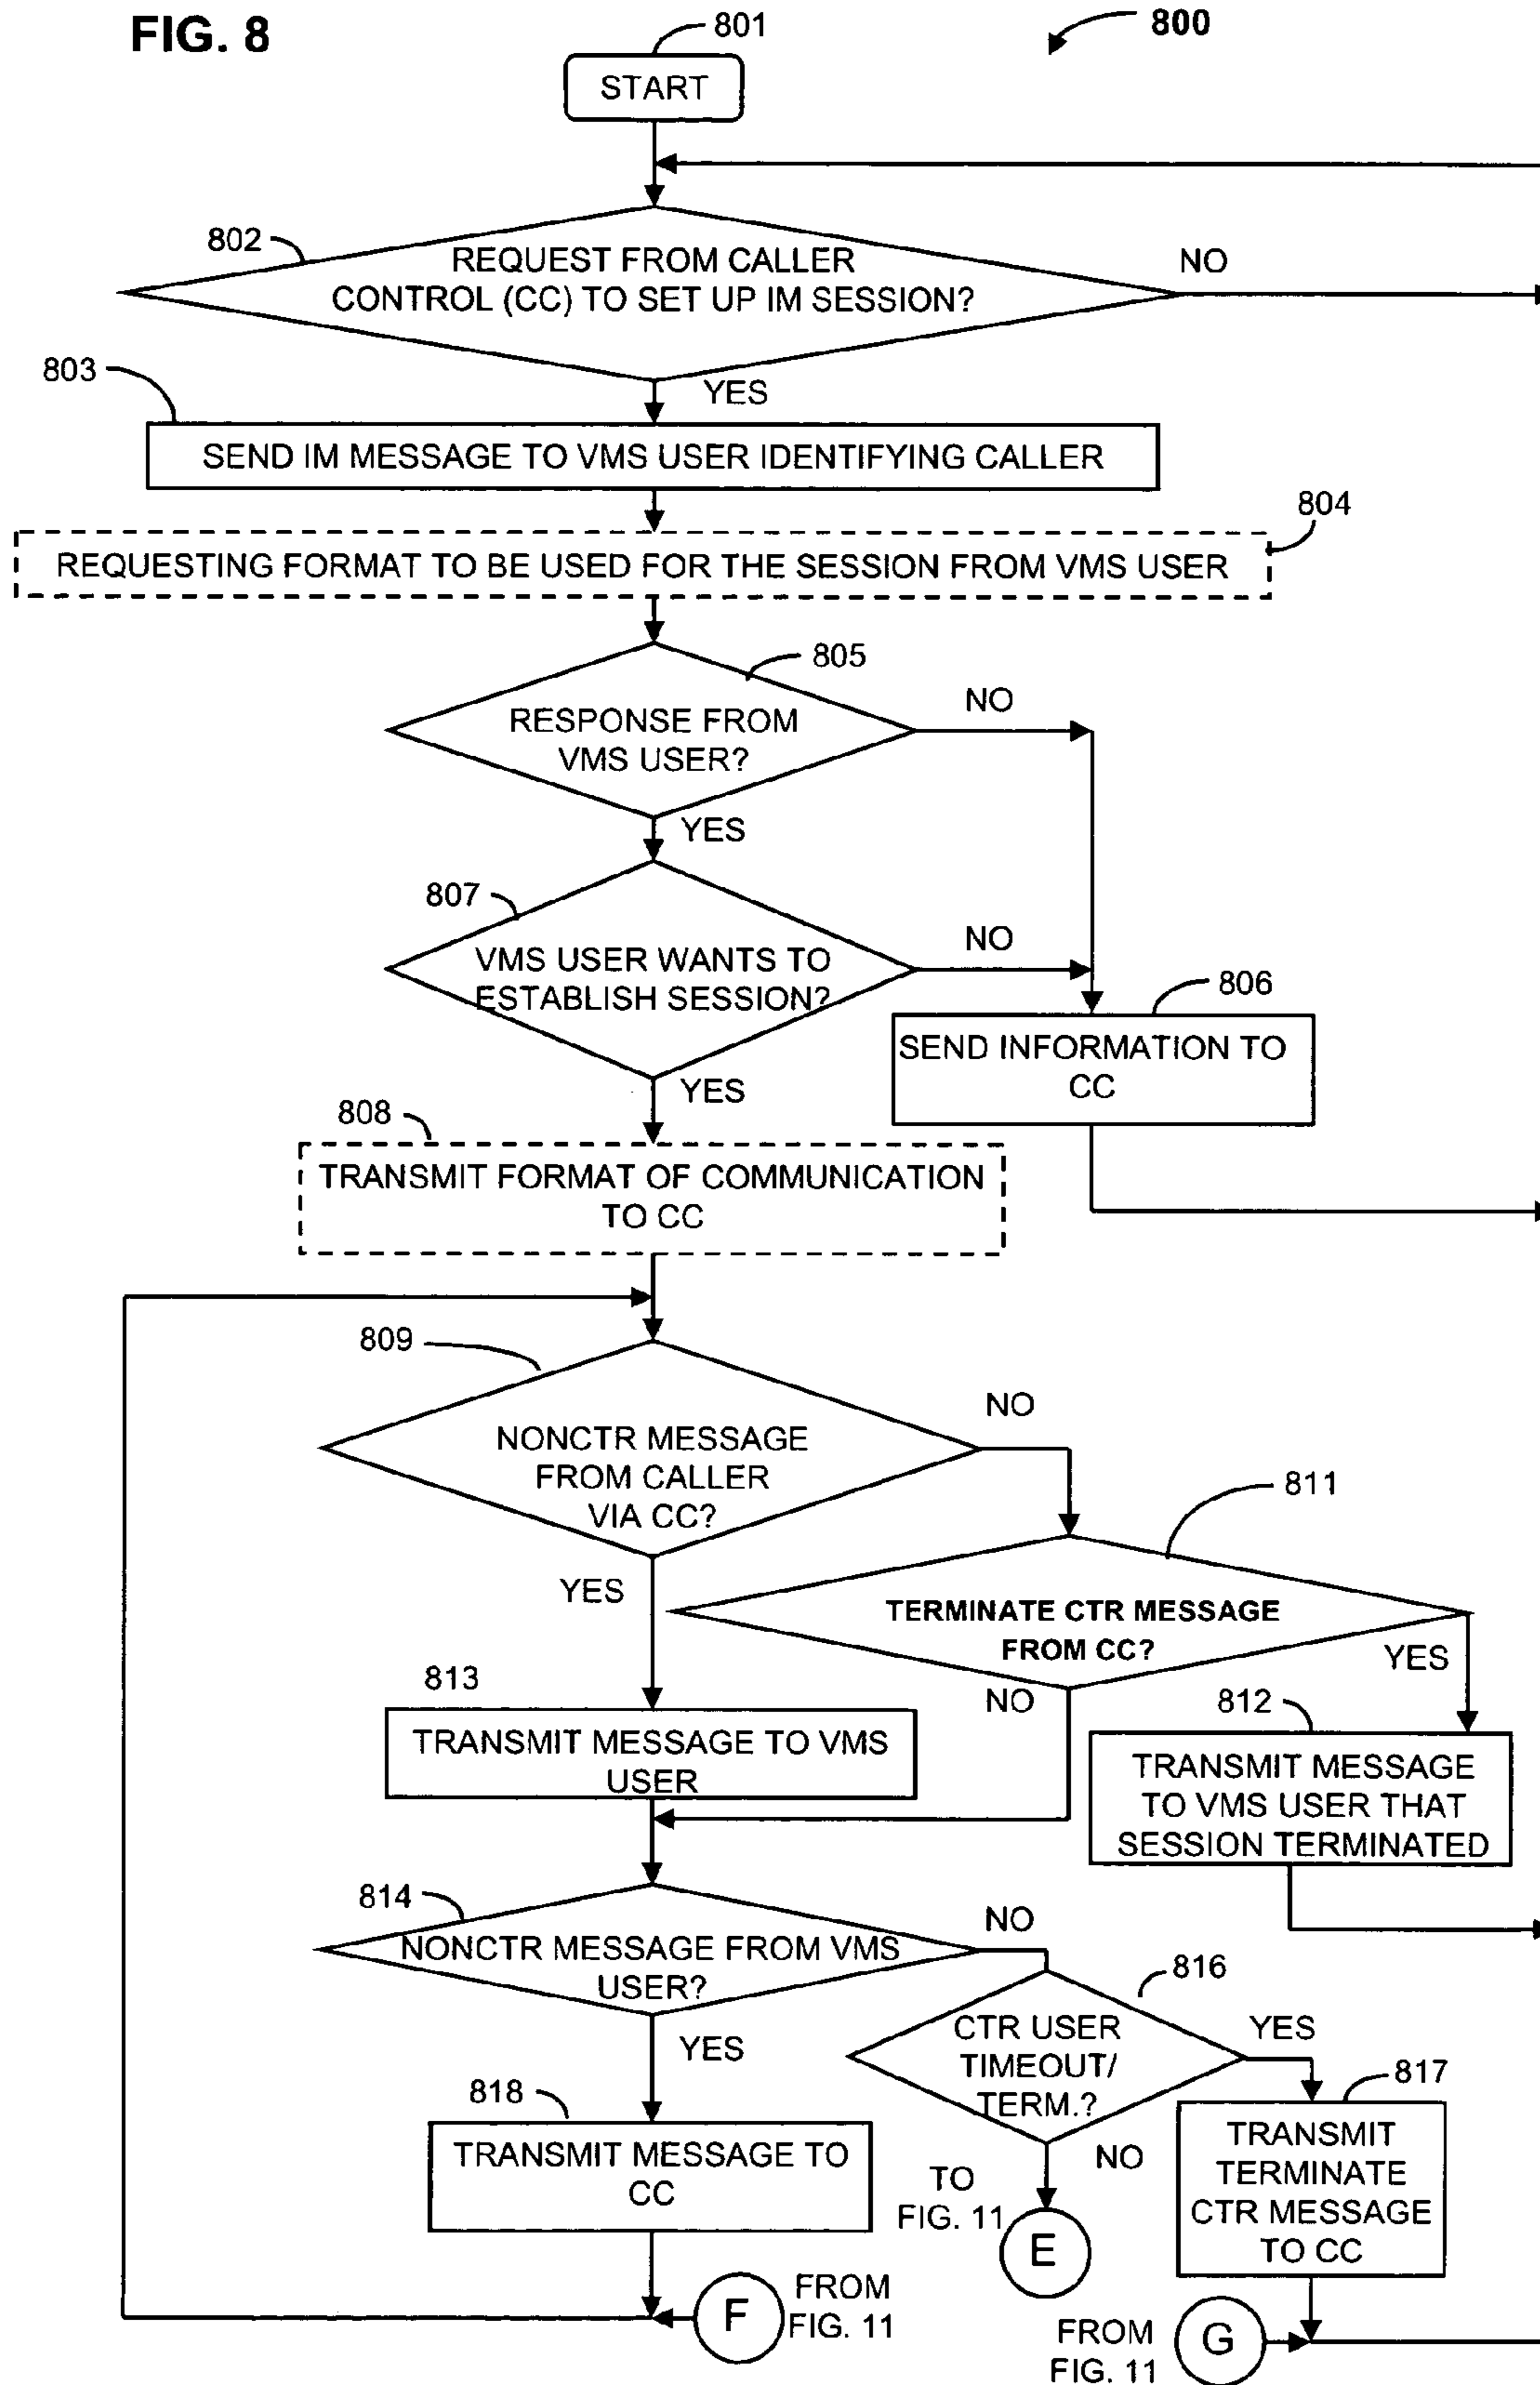 FIG. 8
801
800
START
802
REQUEST FROM CALLER
CONTROL (CC) TO SET UP IM SESSION?
NO
YES
803
SEND IM MESSAGE TO VMS USER IDENTIFYING CALLER
804
REQUESTING FORMAT TO BE USED FOR THE SESSION FROM VMS USER
805
RESPONSE FROM
VMS USER?
NO
YES
807
VMS USER WANTS TO
ESTABLISH SESSION?
NO
YES
806
SEND INFORMATION TO
CC
808
TRANSMIT FORMAT OF COMMUNICATION
TO CC
809
NONCTR MESSAGE
FROM CALLER
VIA CC?
NO
YES
811
TERMINATE CTR MESSAGE
FROM CC?
YES
NO
813
TRANSMIT MESSAGE TO VMS
USER
812
TRANSMIT MESSAGE
TO VMS USER THAT
SESSION TERMINATED
814
NONCTR MESSAGE FROM VMS
USER?
NO
YES
816
CTR USER
TIMEOUT/
TERM.?
YES
NO
818
TRANSMIT MESSAGE TO
CC
817
TRANSMIT
TERMINATE
CTR MESSAGE
TO CC
TO
FIG. 11
E
F
FROM
FIG. 11
FROM
FIG. 11
G